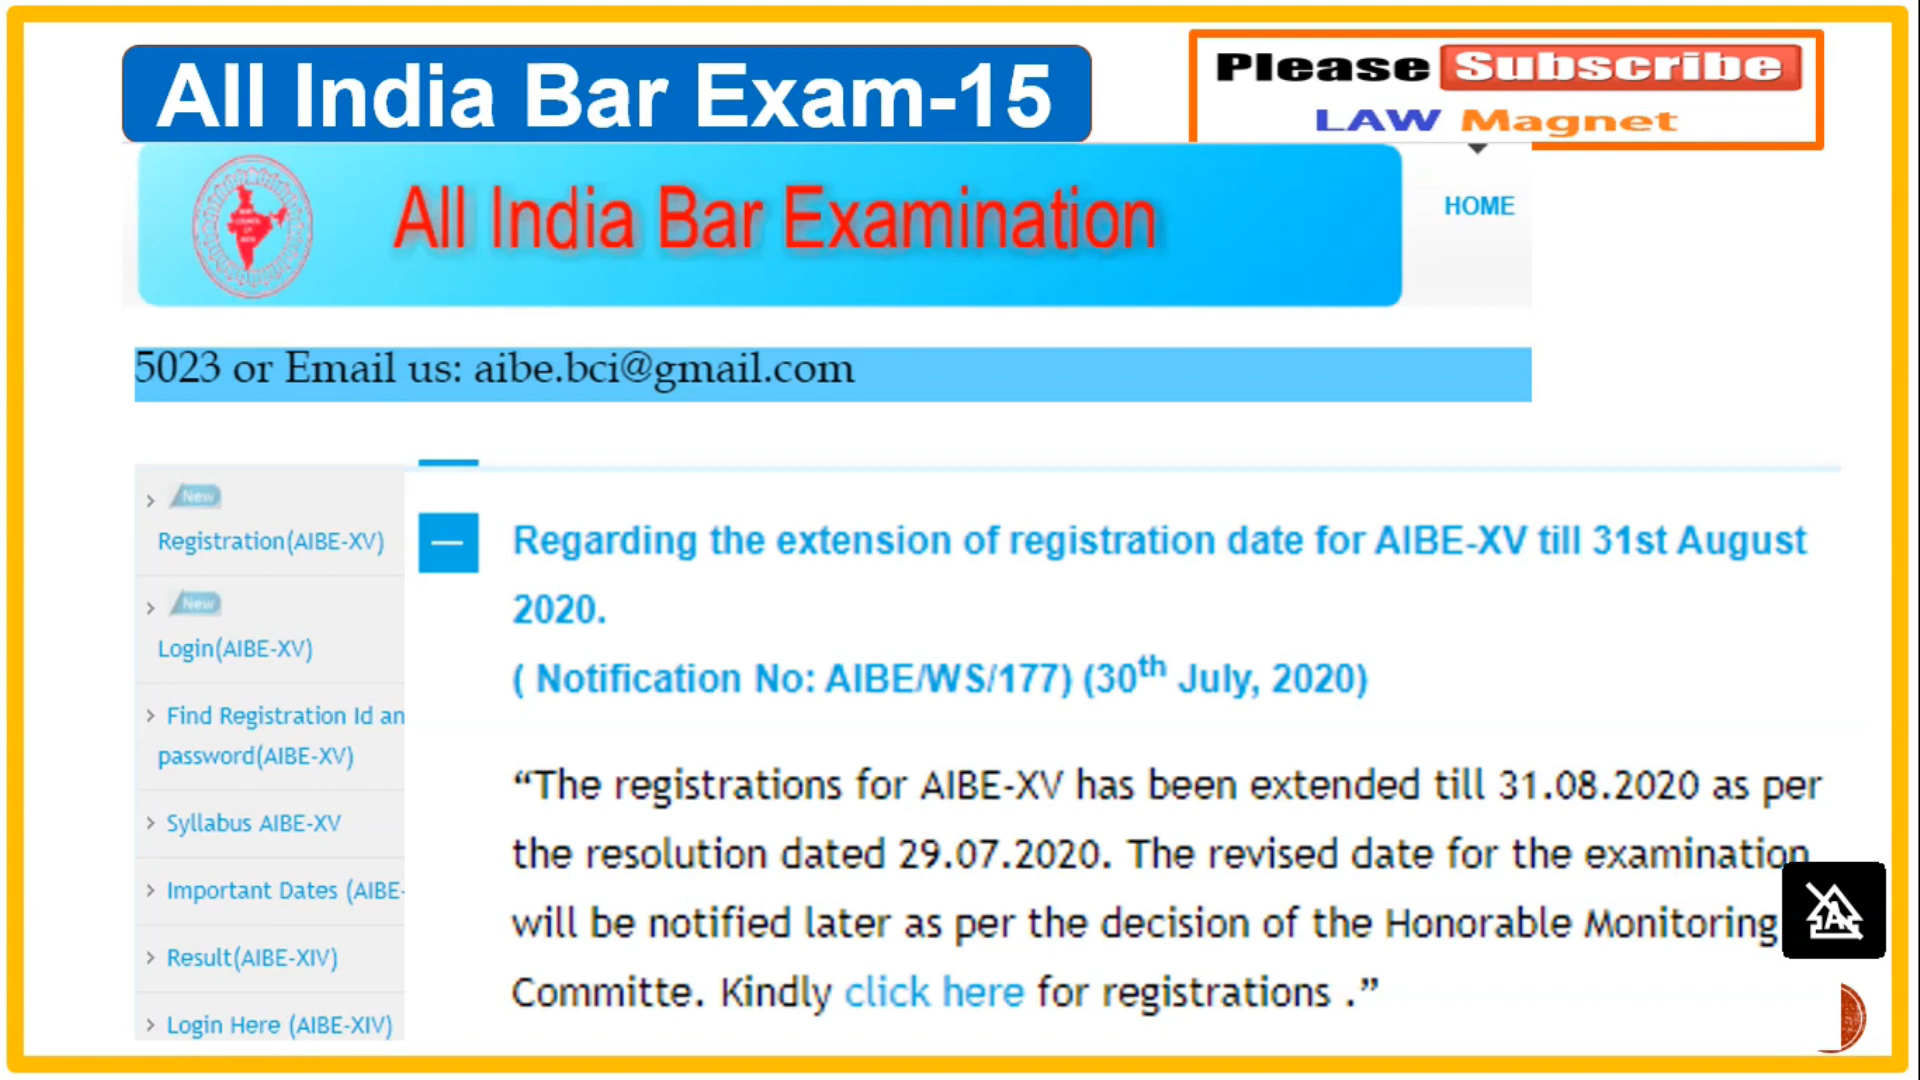 All India Bar Exam-15
Please Subscribe
LAW Magnet
All India Bar Examination
HOME
5023 or Email us: aibe.bci@gmail.com
New
Registration(AIBE-XV)
New
Login(AIBE-XV)
Find Registration Id an
password(AIBE-XV)
Syllabus AIBE-XV
Important Dates (AIBE-
Result(AIBE-XIV)
Login Here (AIBE-XIV)
Regarding the extension of registration date for AIBE-XV till 31st August
2020.
( Notification No: AIBE/WS/177) (30th July, 2020)
“The registrations for AIBE-XV has been extended till 31.08.2020 as per
the resolution dated 29.07.2020. The revised date for the examination
will be notified later as per the decision of the Honorable Monitoring
Committe. Kindly click here for registrations .”